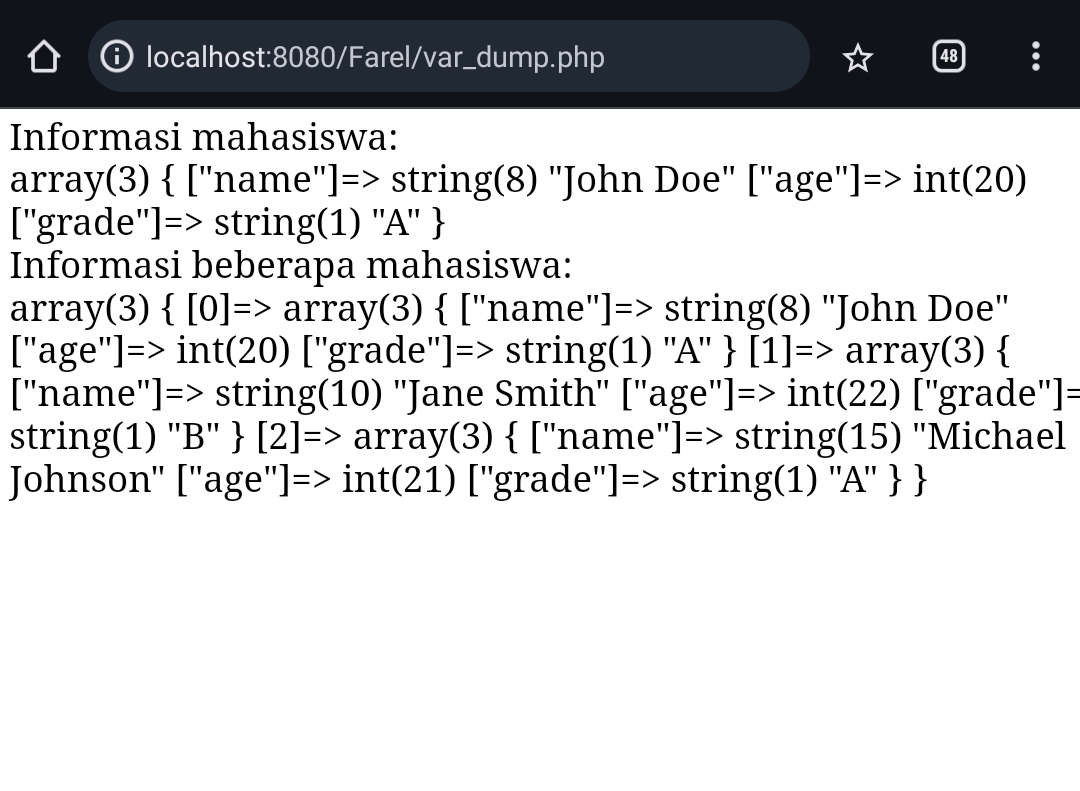 localhost:8080/Farel/var_dump.php
48
Informasi mahasiswa:
array(3) { ["name"]=> string(8) "John Doe" ["age"]=> int(20)
["grade"]=> string(1) "A" }
Informasi beberapa mahasiswa:
array(3) { [0]=> array(3) { ["name"]=> string(8) "John Doe"
["age"]=> int(20) ["grade"]=> string(1) "A" } [1]=> array(3) {
["name"]=> string(10) "Jane Smith" ["age"]=> int(22) ["grade"]=
string(1) "B" } [2]=> array(3) { ["name"]=> string(15) "Michael
Johnson" ["age"]=> int(21) ["grade"]=> string(1) "A" } }